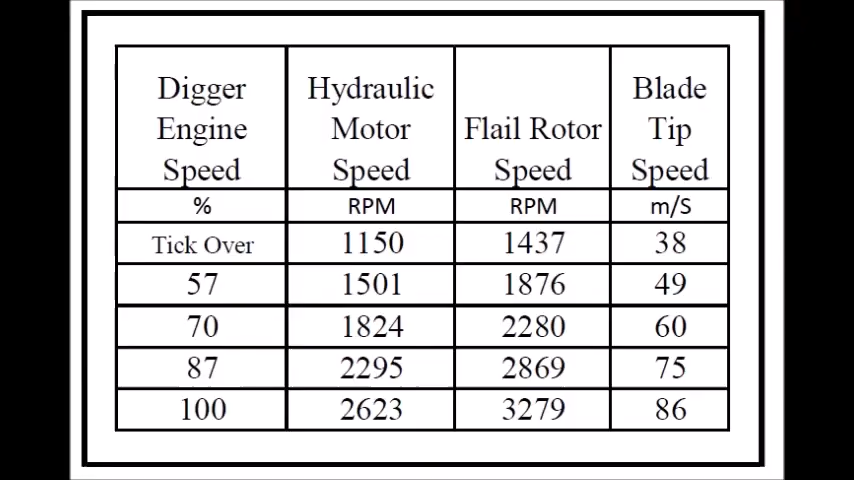 Digger Engine Speed | Hydraulic Motor Speed | Flail Rotor Speed | Blade Tip Speed
% | RPM | RPM | m/S
Tick Over | 1150 | 1437 | 38
57 | 1501 | 1876 | 49
70 | 1824 | 2280 | 60
87 | 2295 | 2869 | 75
100 | 2623 | 3279 | 86